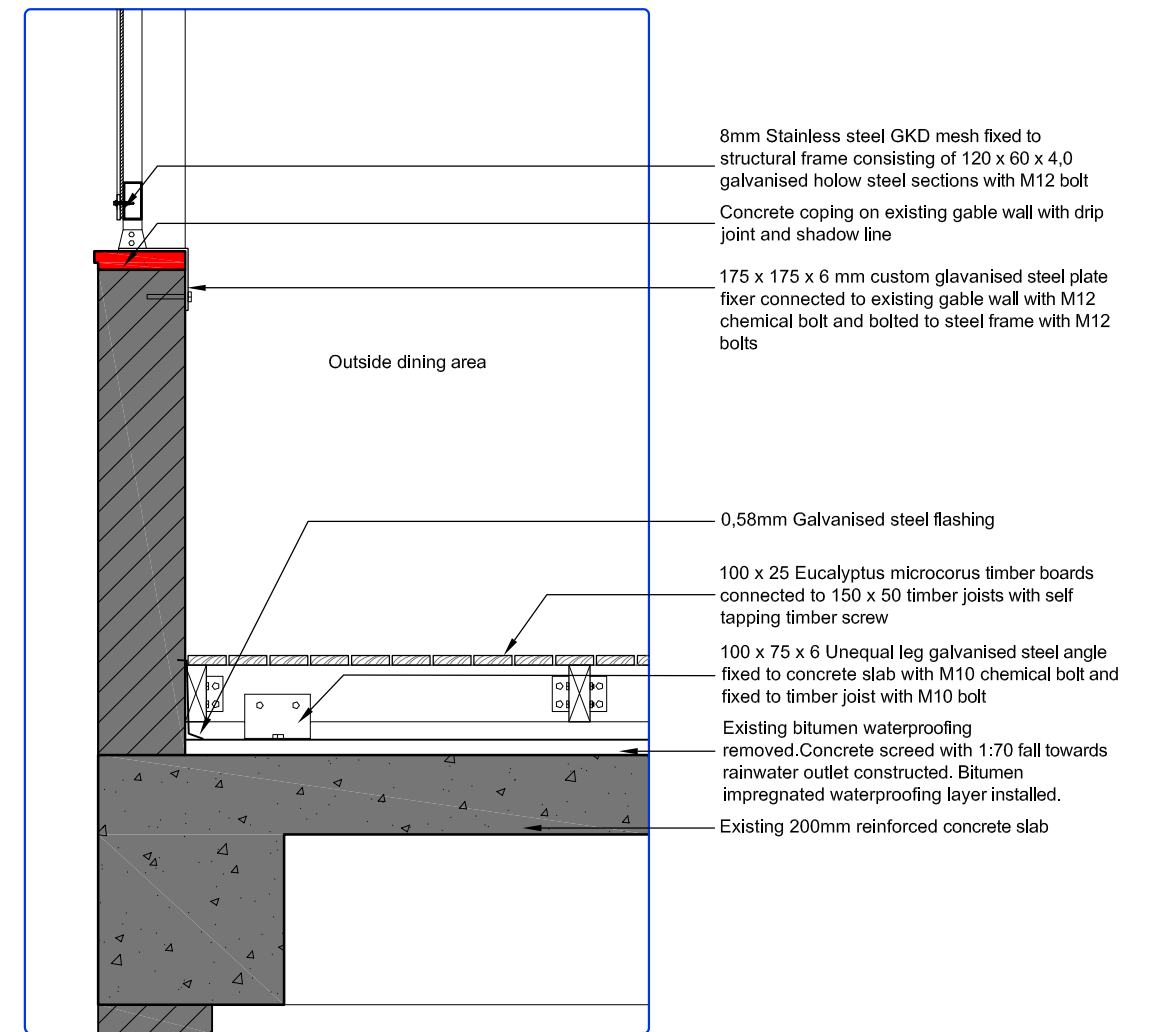 8mm Stainless steel GKD mesh fixed to
structural frame consisting of 120 x 60 x 4,0
galvanised hollow steel sections with M12 bolt
Concrete coping on existing gable wall with drip
joint and shadow line
175 x 175 x 6 mm custom glavanised steel plate
fixer connected to existing gable wall with M12
chemical bolt and bolted to steel frame with M12
bolts
Outside dining area
0,58mm Galvanised steel flashing
100 x 25 Eucalyptus microcorus timber boards
connected to 150 x 50 timber joists with self
tapping timber screw
100 x 75 x 6 Unequal leg galvanised steel angle
fixed to concrete slab with M10 chemical bolt and
fixed to timber joist with M10 bolt
Existing bitumen waterproofing
removed.Concrete screed with 1:70 fall towards
rainwater outlet constructed. Bitumen
impregnated waterproofing layer installed.
Existing 200mm reinforced concrete slab